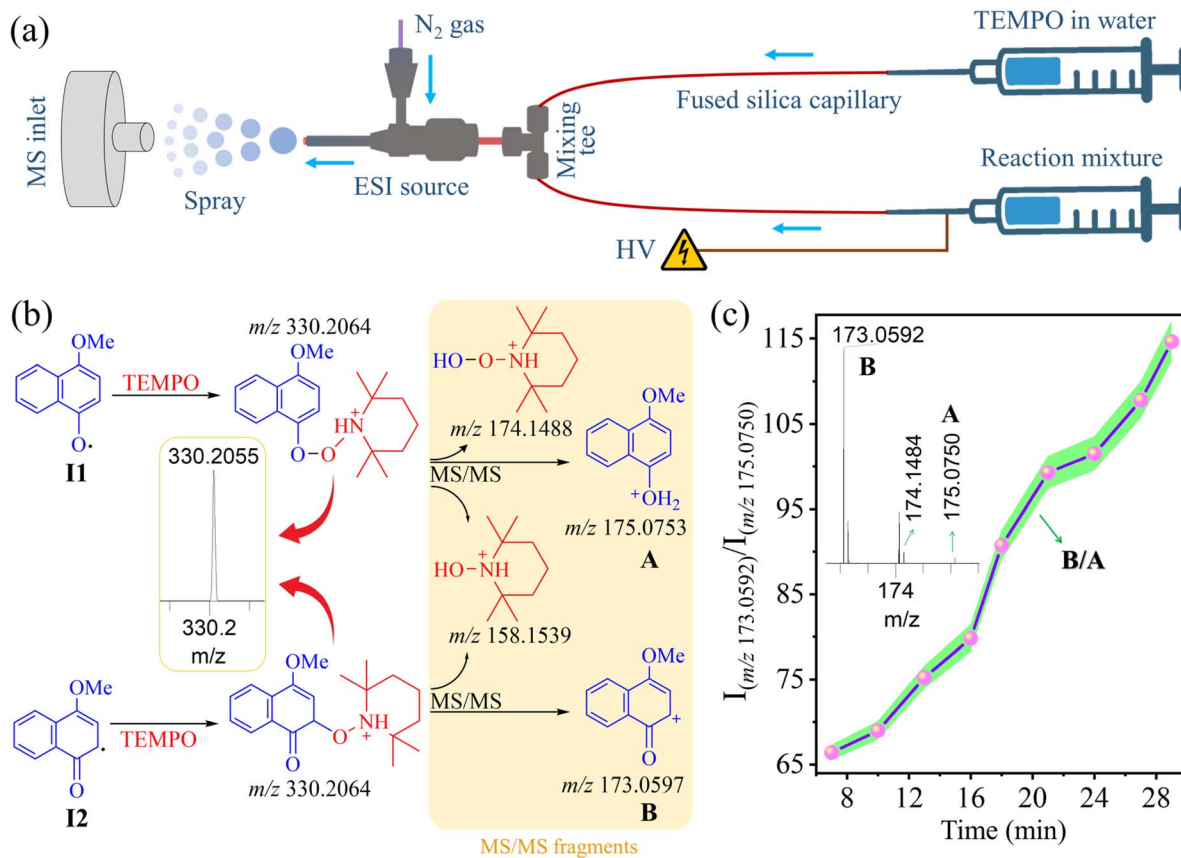 (a)
N₂ gas
TEMPO in water
Fused silica capillary
MS inlet
Mixing
tee
Reaction mixture
Spray
ESI source
HV
(b)
m/z 330.2064
OMe
O·
I1
TEMPO
OMe
O-O
HN
+
330.2055
330.2
m/z
HO-O-NH
+
m/z 174.1488
MS/MS
OMe
+OH₂
m/z 175.0753
A
HO-NH
+
m/z 158.1539
OMe
·
O
I2
TEMPO
OMe
O
O
NH
+
m/z 330.2064
MS/MS
OMe
+
O
m/z 173.0597
B
MS/MS fragments
(c)
I(m/z 173.0592)/I(m/z 175.0750)
115
105
95
85
75
65
173.0592
B
A
174.1484
175.0750
174
m/z
B/A
8
12
16
20
24
28
Time (min)